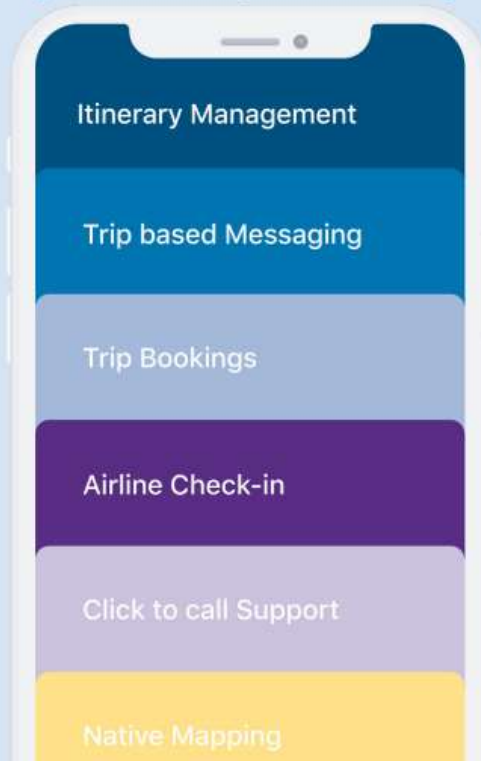 Itinerary Management
Trip based Messaging
Trip Bookings
Airline Check-in
Click to call Support
Native Mapping